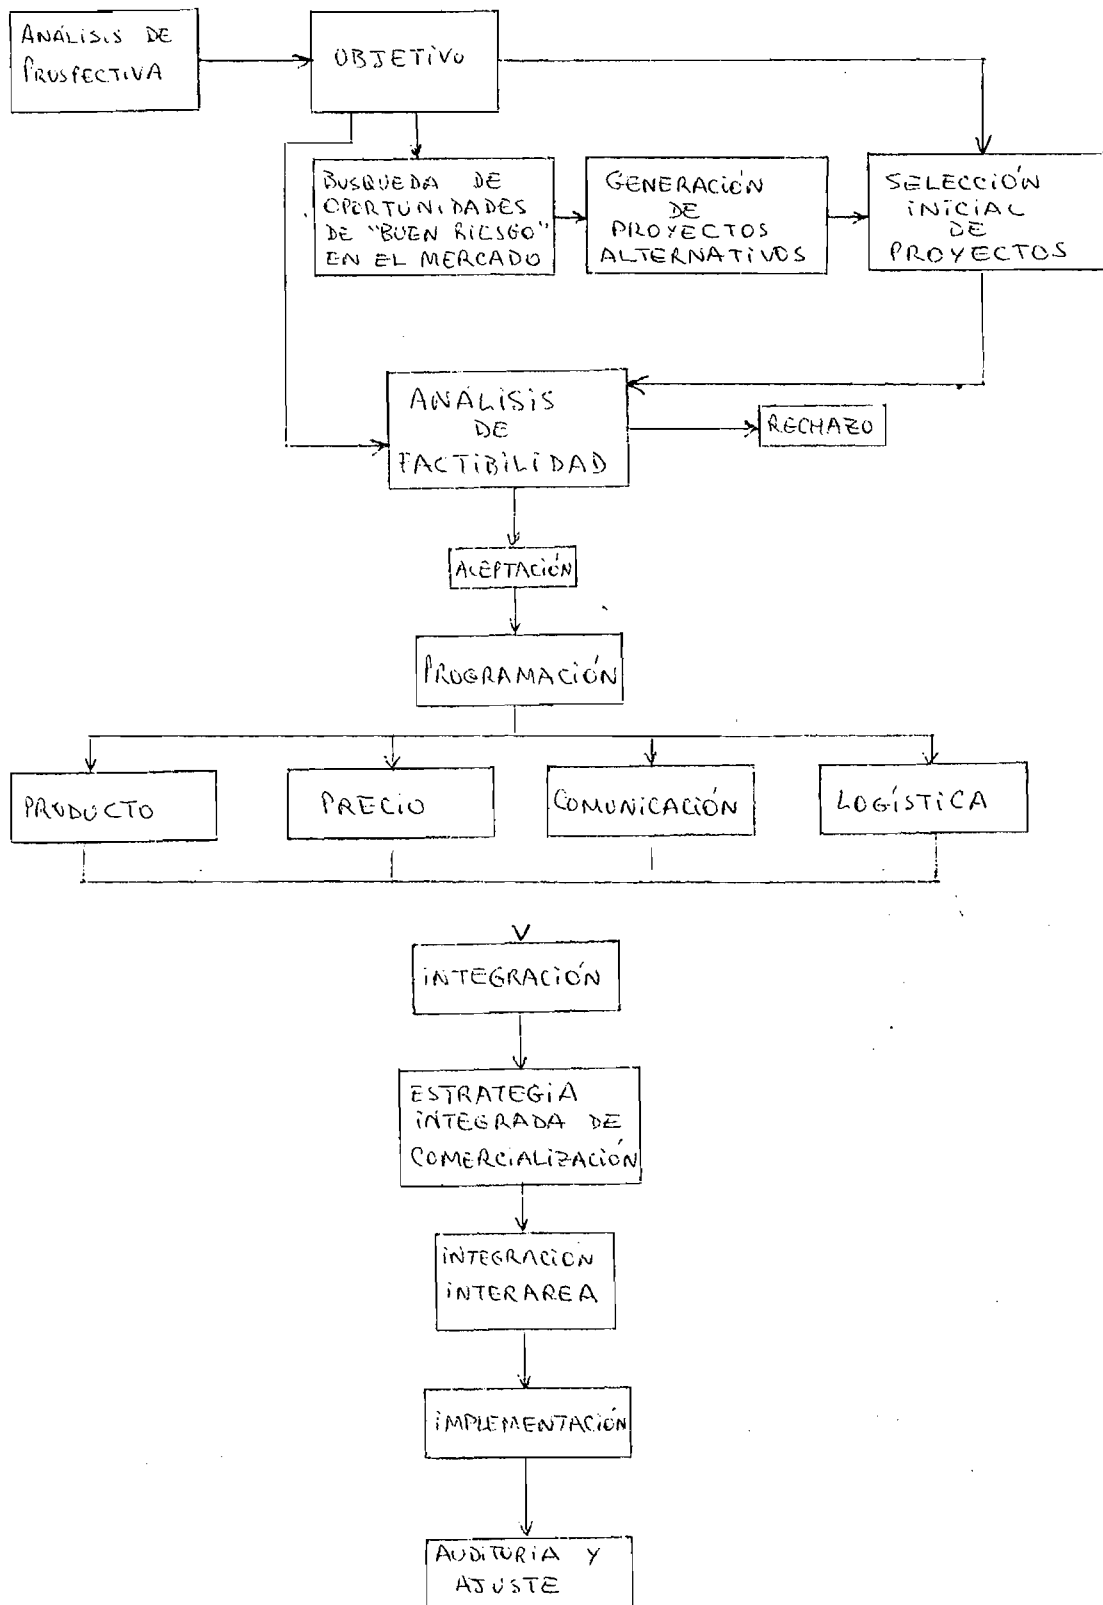 ANÁLISIS DE
PROSPECTIVA
OBJETIVO
BUSQUEDA DE
OPORTUNIDADES
DE "BUEN RIESGO"
EN EL MERCADO
GENERACIÓN
DE
PROYECTOS
ALTERNATIVOS
SELECCIÓN
INICIAL
DE
PROYECTOS
ANÁLISIS
DE
FACTIBILIDAD
RECHAZO
ACEPTACIÓN
PROGRAMACIÓN
PRODUCTO
PRECIO
COMUNICACIÓN
LOGÍSTICA
INTEGRACIÓN
ESTRATEGIA
INTEGRADA DE
COMERCIALIZACIÓN
INTEGRACION
INTERAREA
IMPLEMENTACIÓN
AUDITORIA Y
AJUSTE